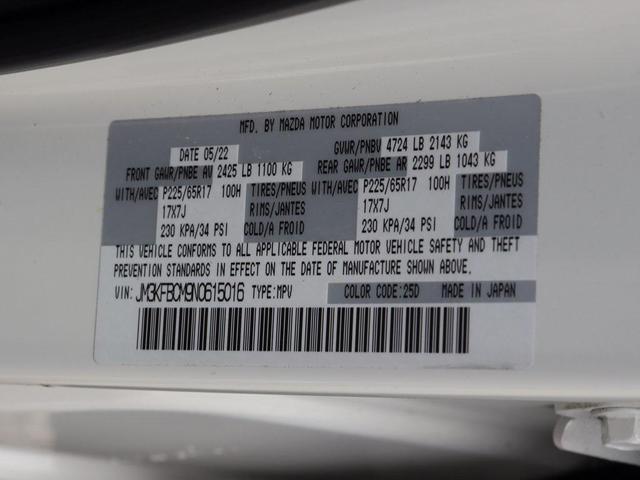 MFD. BY MAZDA MOTOR CORPORATION
DATE 05/22 GVWR/PNBV 4724 LB 2143 KG
FRONT GAWR/PNBE AV 2425 LB 1100 KG REAR GAWR/PNBE AR 2299 LB 1043 KG
WITH/AVEC P225/65R17 100H TIRES/PNEUS WITH/AVEC P225/65R17 100H TIRES/PNEUS
17X7J RIMS/JANTES 17X7J RIMS/JANTES
230 KPA/34 PSI COLD/A FROID 230 KPA/34 PSI COLD/A FROID
THIS VEHICLE CONFORMS TO ALL APPLICABLE FEDERAL MOTOR VEHICLE SAFETY AND THEFT
PREVENTION STANDARDS IN EFFECT ON THE DATE OF MANUFACTURE SHOWN ABOVE.
VIN: JM3KFBCM9N0615016 TYPE:MPV COLOR CODE:25D MADE IN JAPAN